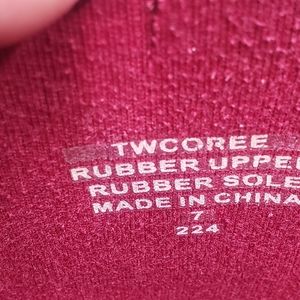 TWCOREE
RUBBER UPPER
RUBBER SOLE
MADE IN CHINA
7
224